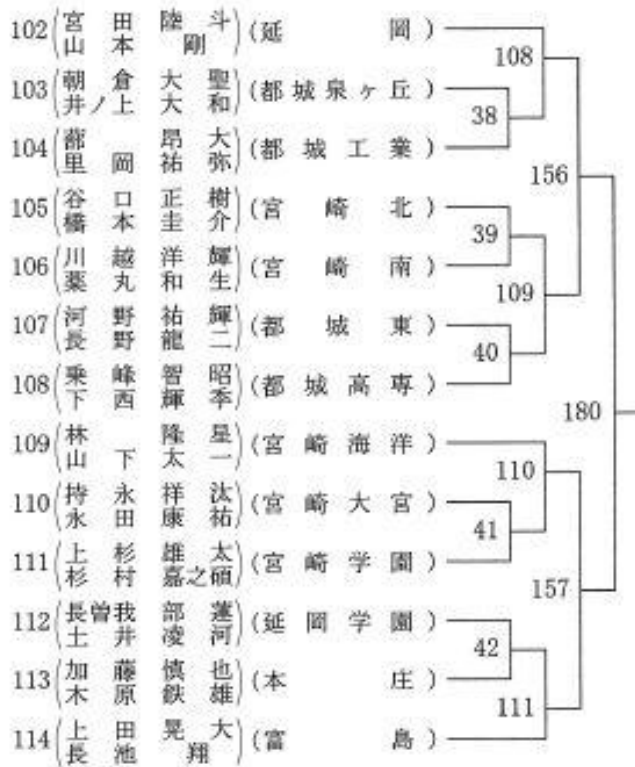 102 (宮田陸斗 山本剛) (延岡)
103 (朝倉大聖 井ノ上大和) (都城泉ヶ丘)
104 (蔀昂大 里岡祐弥) (都城工業)
105 (谷口正樹 橋本圭介) (宮崎北)
106 (川越洋輝 薬丸和生) (宮崎南)
107 (河野祐輝 長野龍二) (都城東)
108 (乗峰智昭 下西輝季) (都城高専)
109 (林隆星 山下太一) (宮崎海洋)
110 (持永祥汰 永田康祐) (宮崎大宮)
111 (上杉雄太 杉村嘉之碩) (宮崎学園)
112 (長曽我部蓮 土井凌河) (延岡学園)
113 (加藤慎也 木原鉄雄) (本庄)
114 (上田晃大 長池翔) (富島)
108
38
156
39
109
40
180
110
41
157
42
111